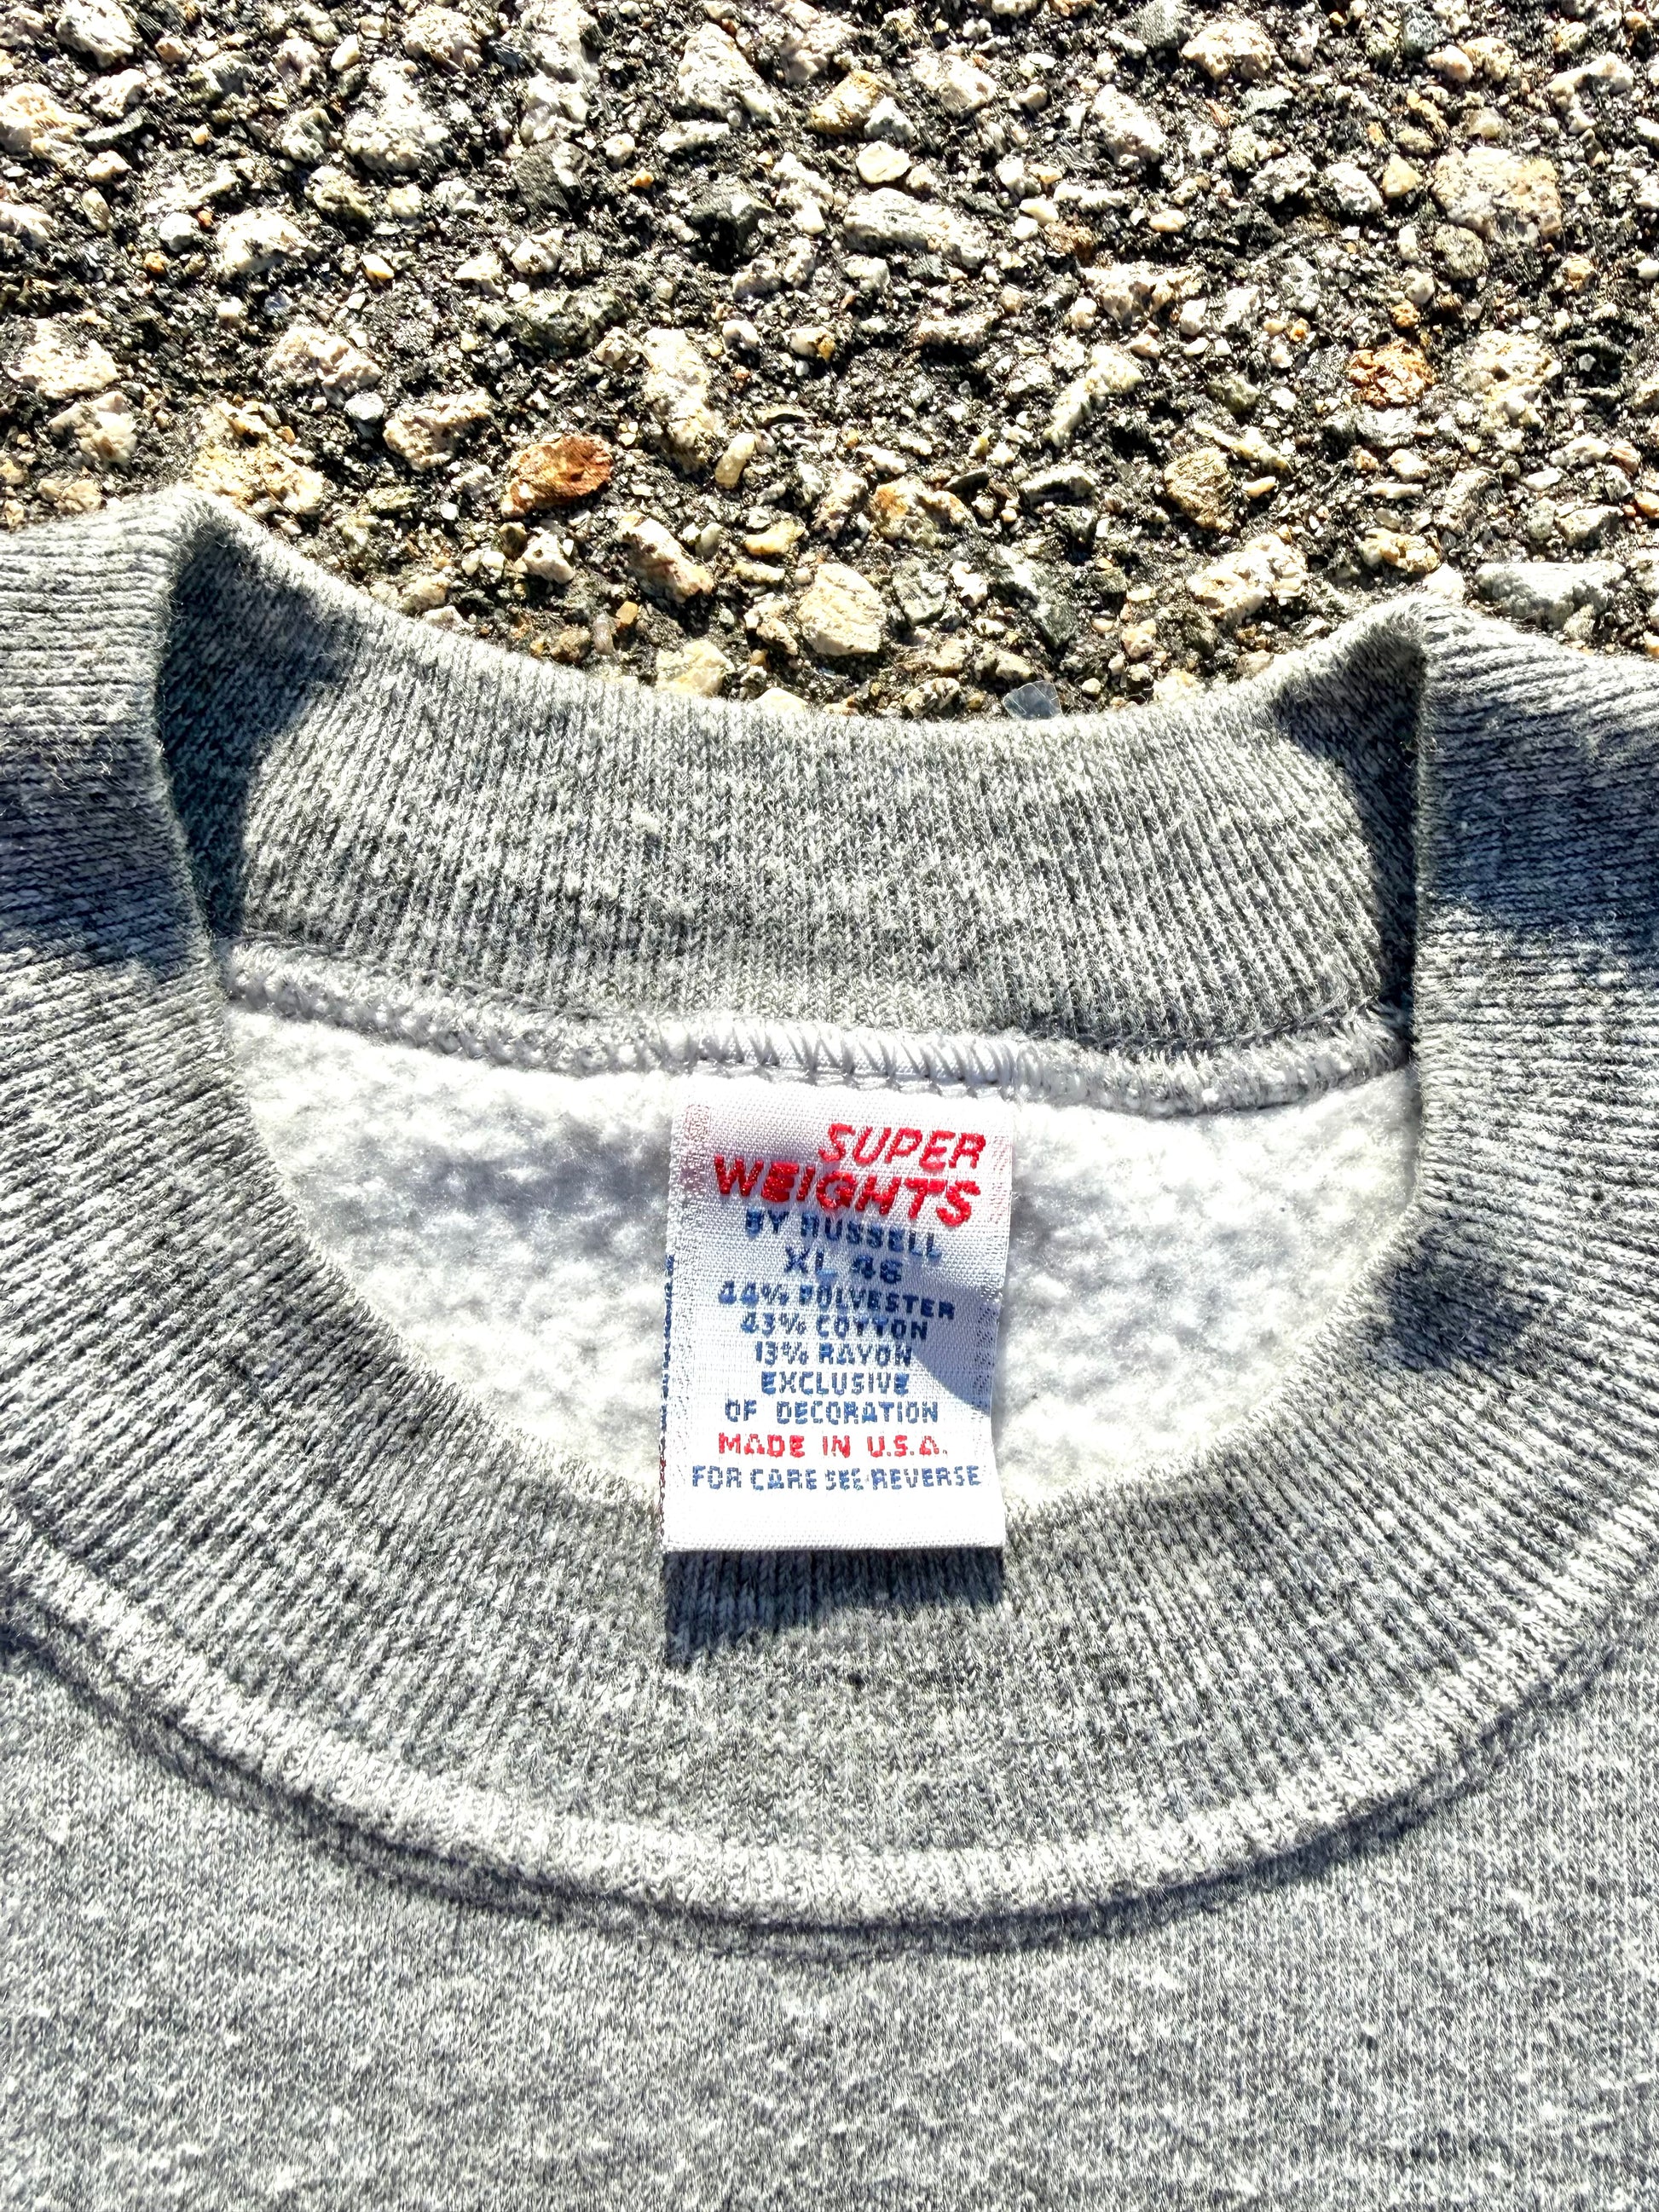 SUPER
WEIGHTS
BY RUSSELL
XL 46
44% POLYESTER
43% COTTON
13% RAYON
EXCLUSIVE
OF DECORATION
MADE IN U.S.A.
FOR CARE SEE REVERSE